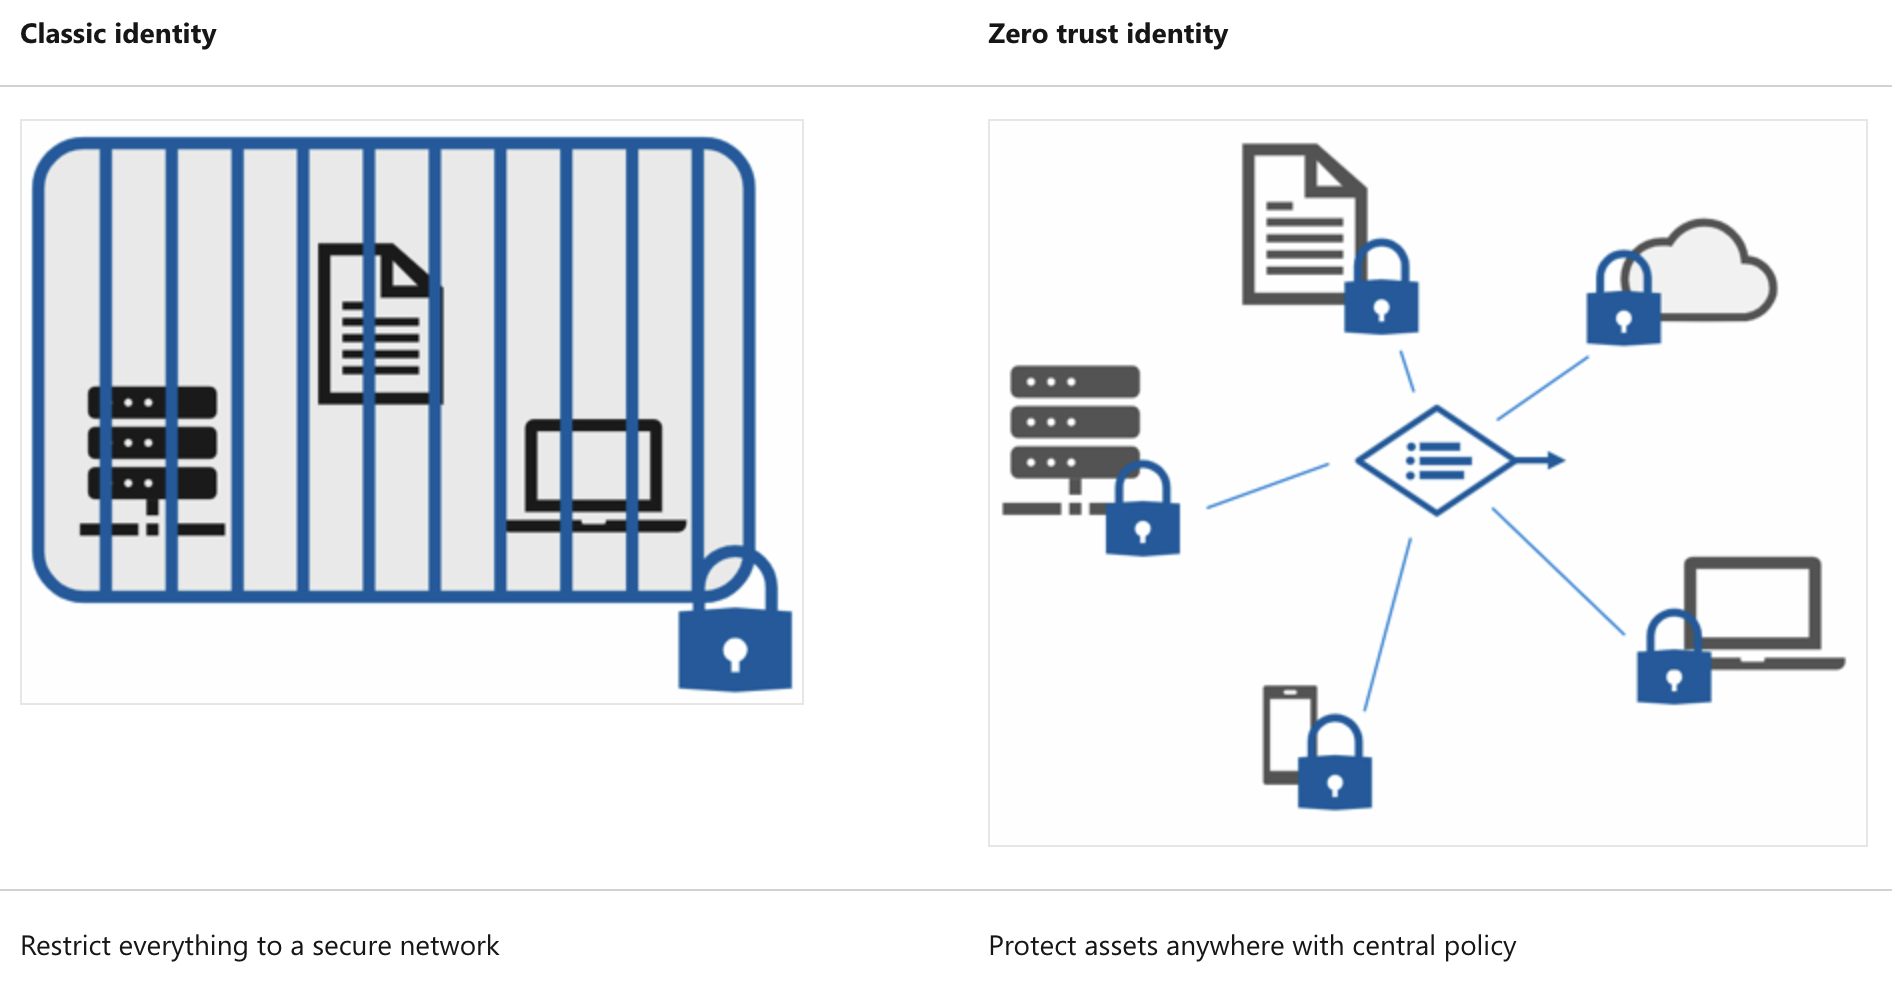 Classic identity
Zero trust identity
Restrict everything to a secure network
Protect assets anywhere with central policy